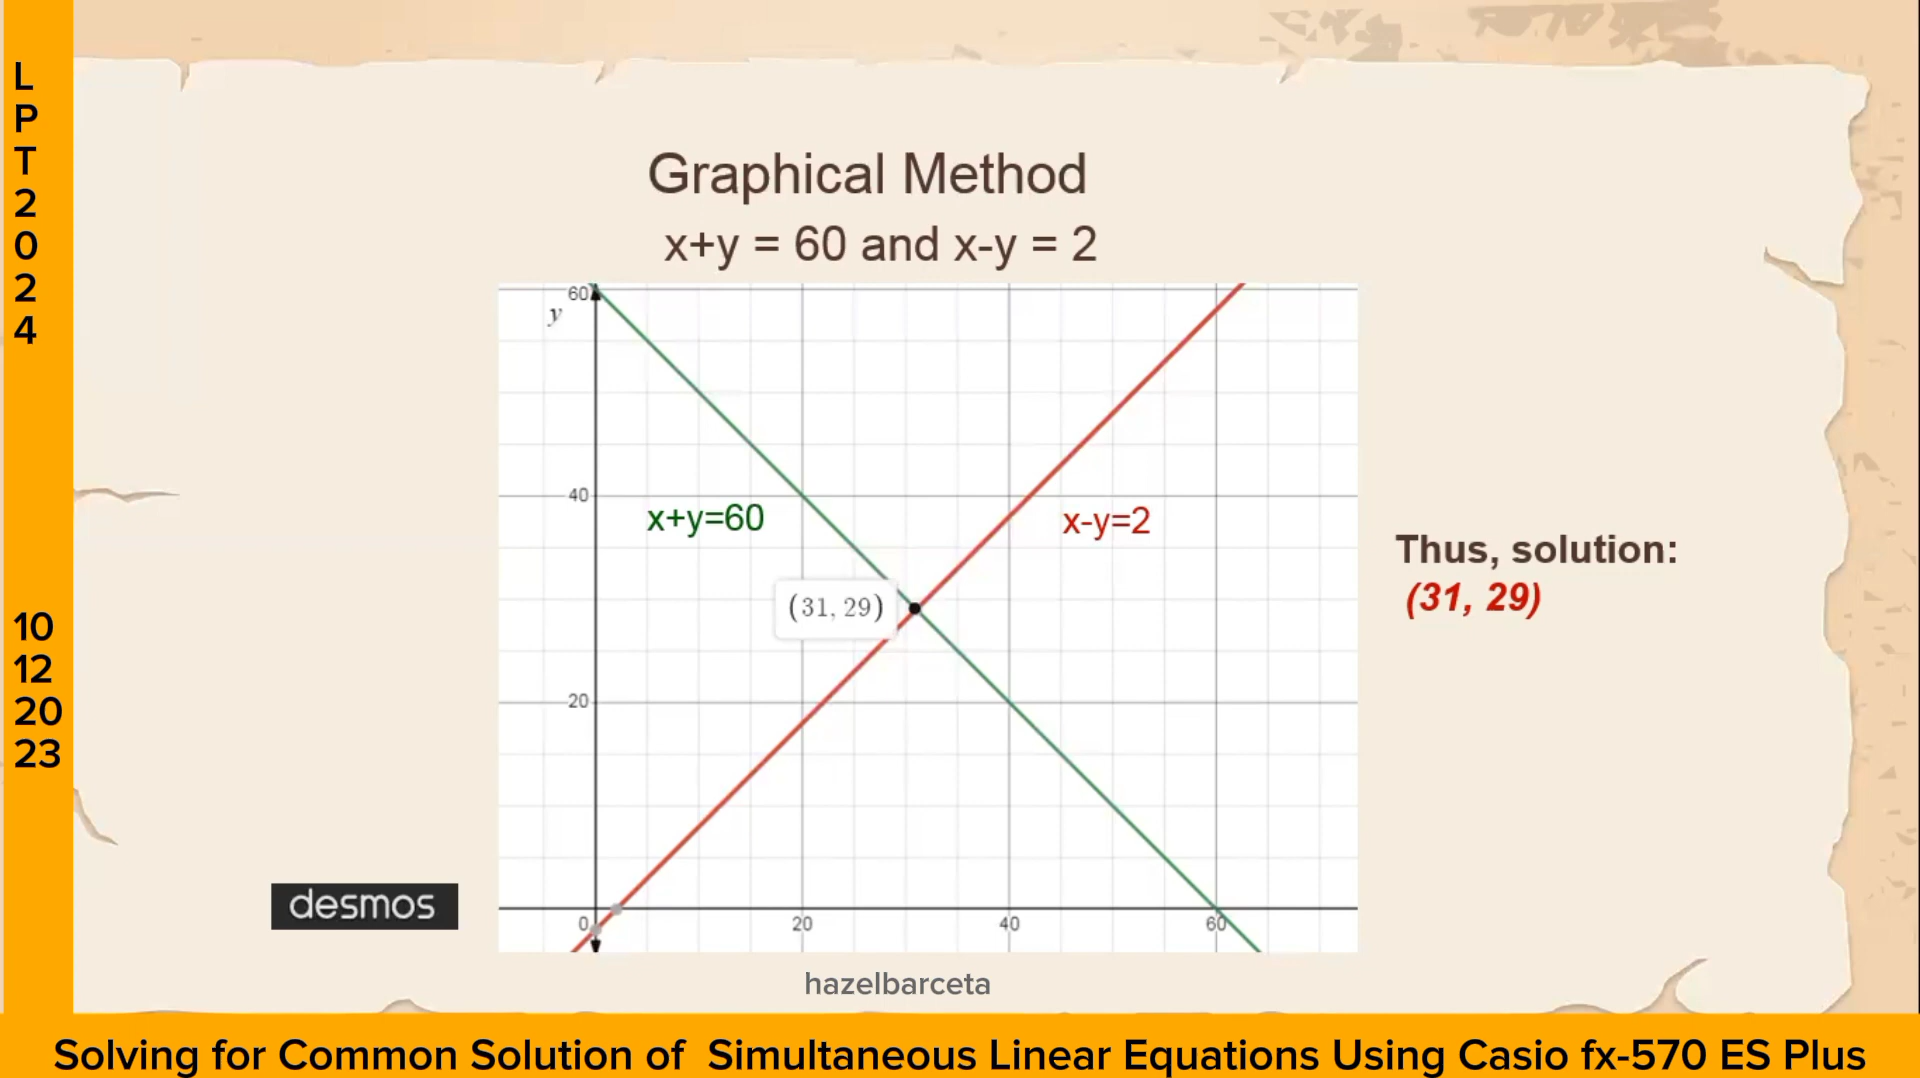 L
P
T
2
0
2
4
10
12
20
23
Graphical Method
x+y = 60 and x-y = 2
60
y
40
x+y=60
x-y=2
(31, 29)
Thus, solution:
(31, 29)
20
0
20
40
60
desmos
hazelbarceta
Solving for Common Solution of Simultaneous Linear Equations Using Casio fx-570 ES Plus